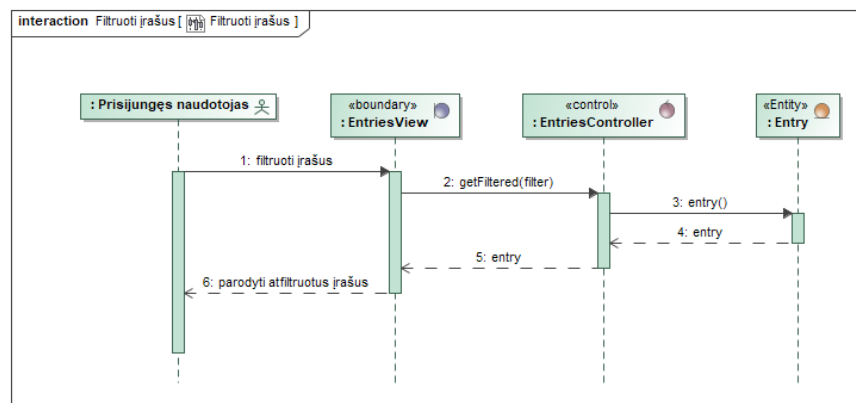 interaction Filtruoti įrašus [ Filtruoti įrašus ]
: Prisijungęs naudotojas
«boundary»
: EntriesView
«control»
: EntriesController
«Entity»
: Entry
1: filtruoti įrašus
2: getFiltered(filter)
3: entry()
4: entry
5: entry
6: parodyti atfiltruotus įrašus